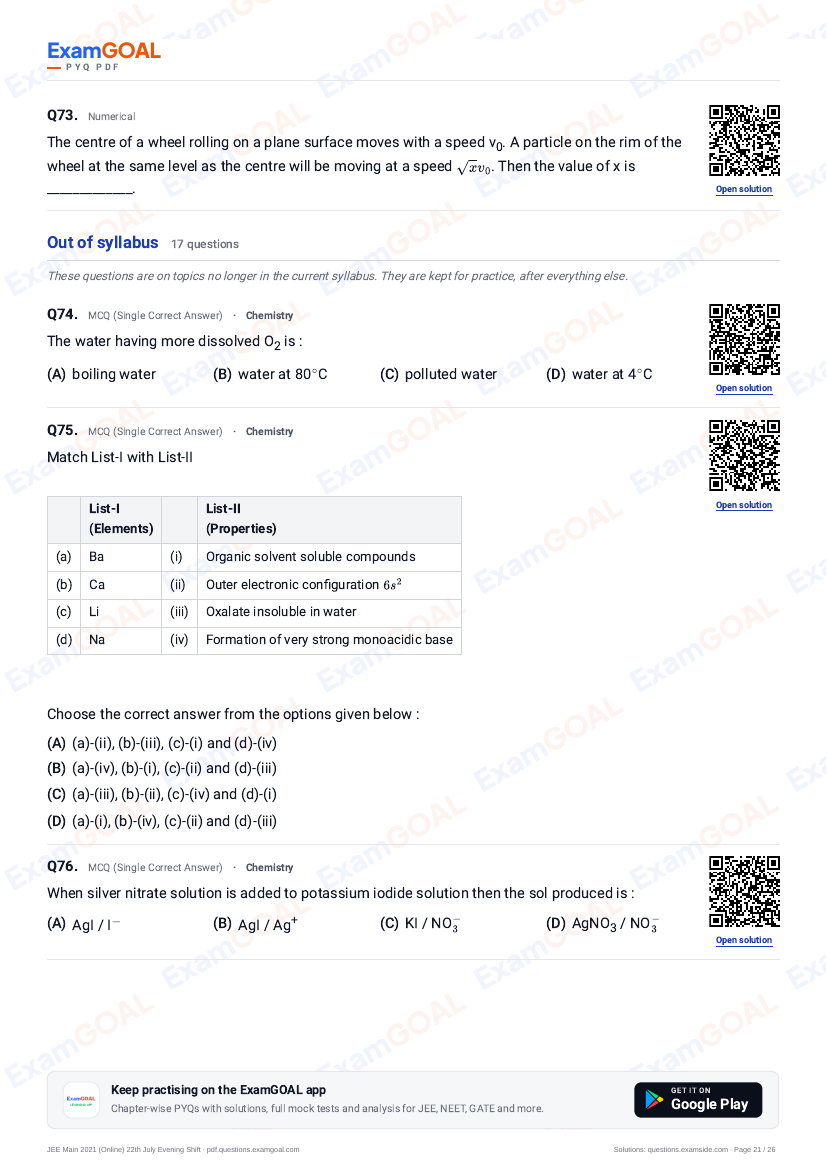 ExamGOAL
PYQ PDF
Q73. Numerical
The centre of a wheel rolling on a plane surface moves with a speed v₀. A particle on the rim of the
wheel at the same level as the centre will be moving at a speed √x v₀. Then the value of x is
_____________.
Open solution
Out of syllabus 17 questions
These questions are on topics no longer in the current syllabus. They are kept for practice, after everything else.
Q74. MCQ (Single Correct Answer) · Chemistry
The water having more dissolved O₂ is :
(A) boiling water (B) water at 80°C (C) polluted water (D) water at 4°C
Open solution
Q75. MCQ (Single Correct Answer) · Chemistry
Match List-I with List-II
Open solution
List-I (Elements) List-II (Properties)
(a) Ba (i) Organic solvent soluble compounds
(b) Ca (ii) Outer electronic configuration 6s²
(c) Li (iii) Oxalate insoluble in water
(d) Na (iv) Formation of very strong monoacidic base
Choose the correct answer from the options given below :
(A) (a)-(ii), (b)-(iii), (c)-(i) and (d)-(iv)
(B) (a)-(iv), (b)-(i), (c)-(ii) and (d)-(iii)
(C) (a)-(iii), (b)-(ii), (c)-(iv) and (d)-(i)
(D) (a)-(i), (b)-(iv), (c)-(ii) and (d)-(iii)
Q76. MCQ (Single Correct Answer) · Chemistry
When silver nitrate solution is added to potassium iodide solution then the sol produced is :
(A) AgI / I⁻ (B) AgI / Ag⁺ (C) KI / NO₃⁻ (D) AgNO₃ / NO₃⁻
Open solution
ExamGOAL
Keep practising on the ExamGOAL app
Chapter-wise PYQs with solutions, full mock tests and analysis for JEE, NEET, GATE and more.
GET IT ON
Google Play
JEE Main 2021 (Online) 22th July Evening Shift · pdf.questions.examgoal.com Solutions: questions.examside.com · Page 21 / 26